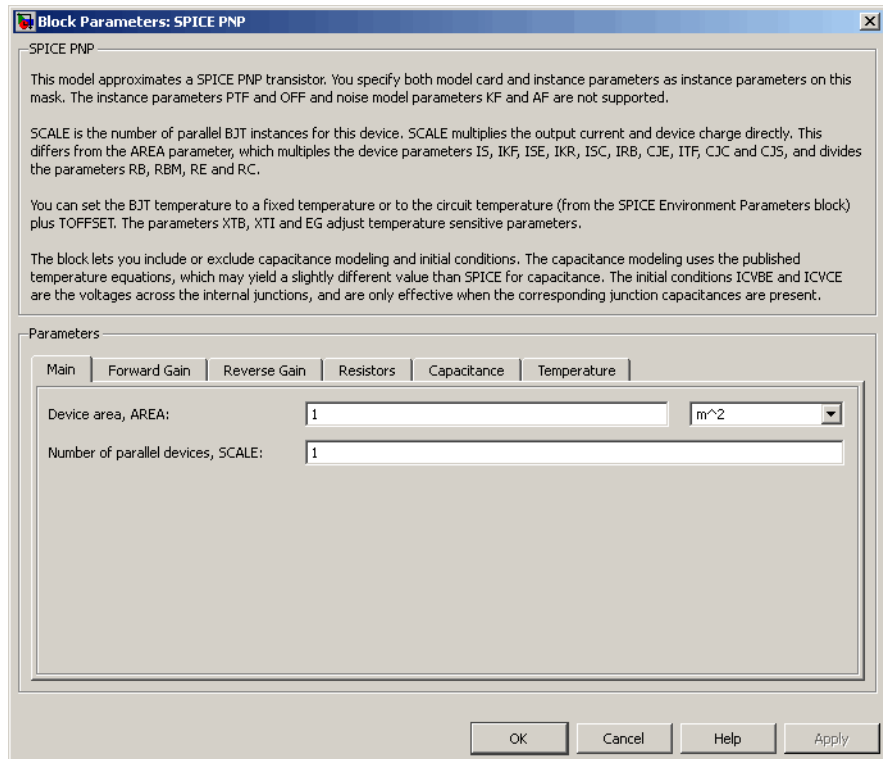 Block Parameters: SPICE PNP
SPICE PNP
This model approximates a SPICE PNP transistor. You specify both model card and instance parameters as instance parameters on this
mask. The instance parameters PTF and OFF and noise model parameters KF and AF are not supported.
SCALE is the number of parallel BJT instances for this device. SCALE multiplies the output current and device charge directly. This
differs from the AREA parameter, which multiples the device parameters IS, IKF, ISE, IKR, ISC, IRB, CJE, ITF, CJC and CJS, and divides
the parameters RB, RBM, RE and RC.
You can set the BJT temperature to a fixed temperature or to the circuit temperature (from the SPICE Environment Parameters block)
plus TOFFSET. The parameters XTB, XTI and EG adjust temperature sensitive parameters.
The block lets you include or exclude capacitance modeling and initial conditions. The capacitance modeling uses the published
temperature equations, which may yield a slightly different value than SPICE for capacitance. The initial conditions ICVBE and ICVCE
are the voltages across the internal junctions, and are only effective when the corresponding junction capacitances are present.
Parameters
Main Forward Gain Reverse Gain Resistors Capacitance Temperature
Device area, AREA: 1 m^2
Number of parallel devices, SCALE: 1
OK Cancel Help Apply